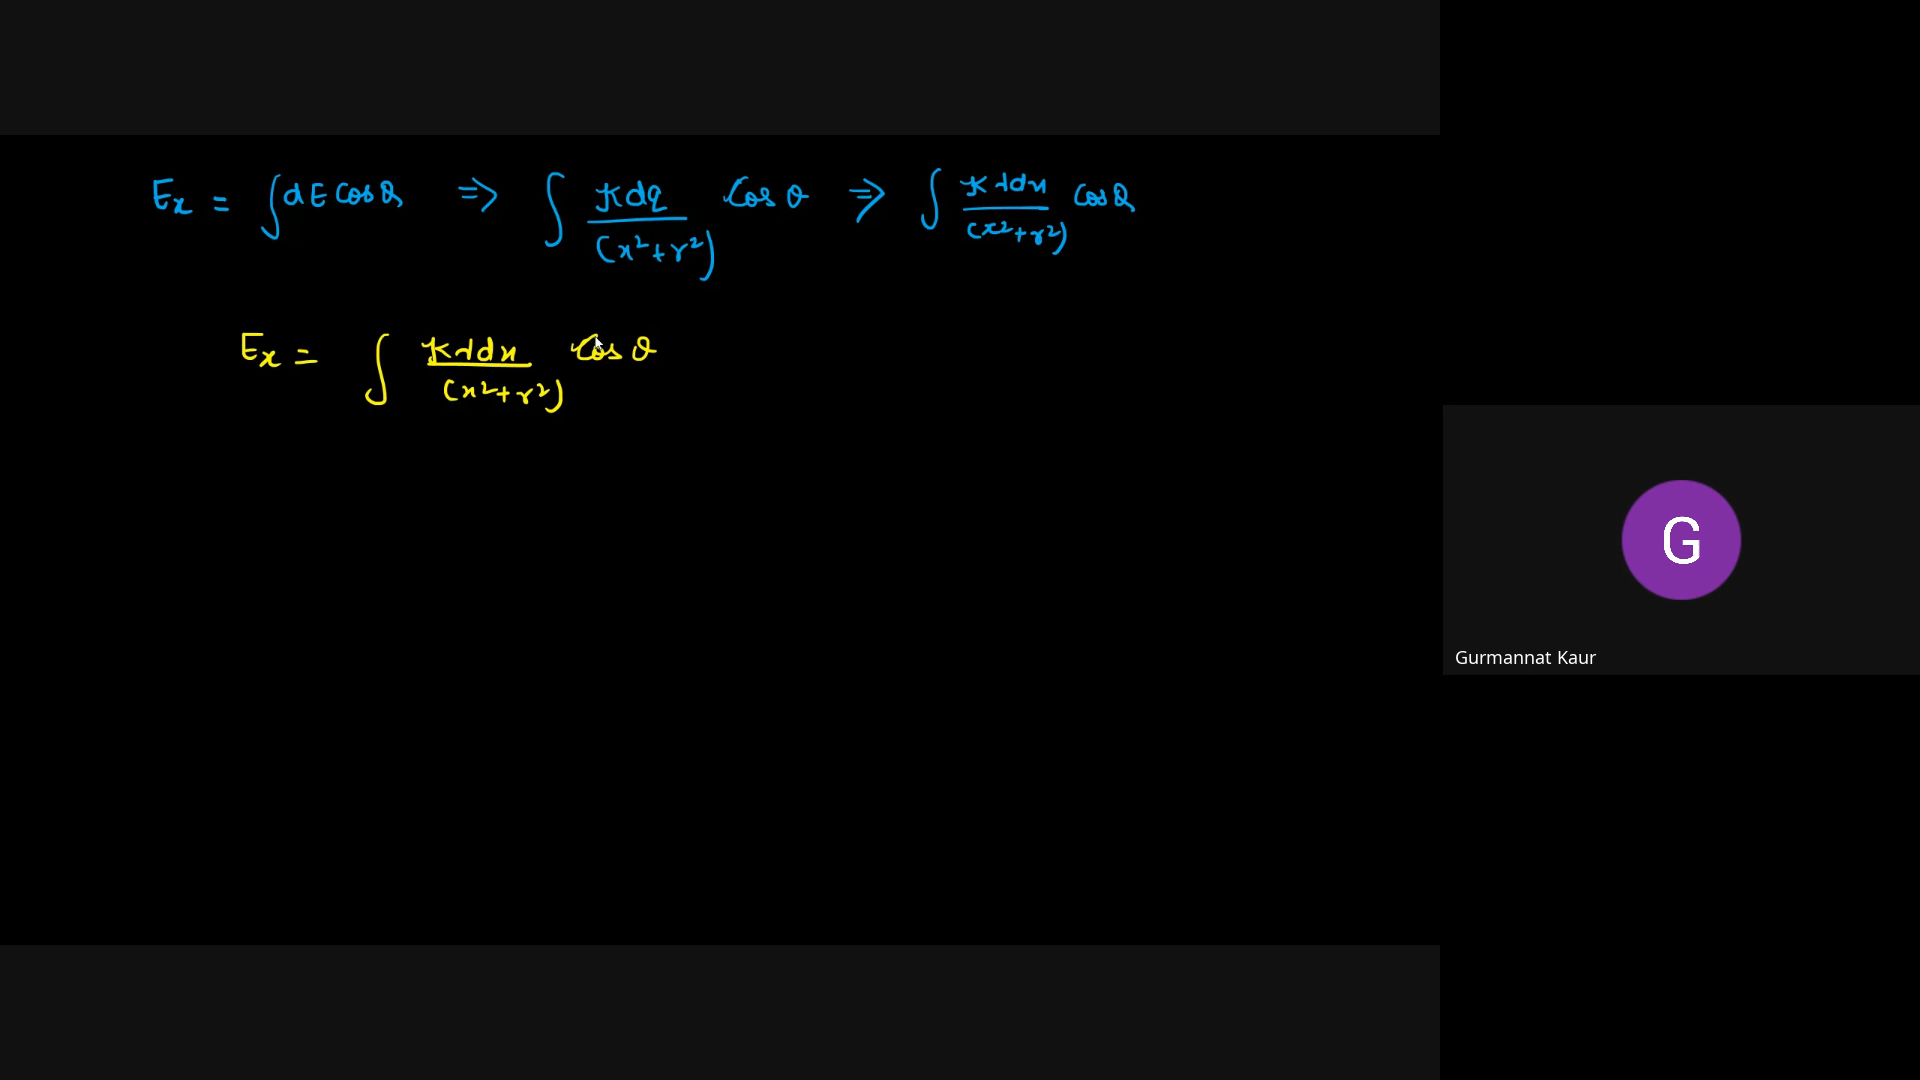 Ex = ∫dE Cosθ ⇒ ∫ Kdq/(x²+r²) Cosθ ⇒ ∫ Kλdx/(x²+r²) Cosθ
Ex = ∫ Kλdx/(x²+r²) Cosθ
G
Gurmannat Kaur